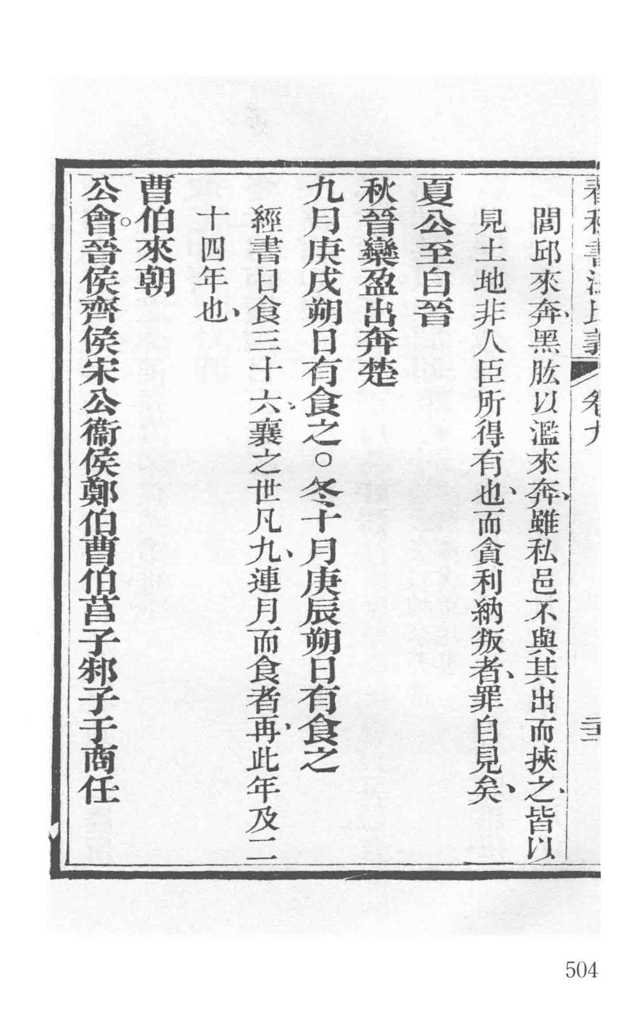 春秋書法比義 卷九
閭邱來奔、黑肱以濫來奔、雖私邑不與其出而挾之、皆以
見土地非人臣所得有也、而貪利納叛者、罪自見矣、
夏公至自晉
秋晉欒盈出奔楚
九月庚戌朔日有食之○冬十月庚辰朔日有食之
經書日食三十六、襄之世凡九、連月而食者再、此年及二
十四年也、
曹伯來朝
公會晉侯齊侯宋公衞侯鄭伯曹伯莒子邾子于商任
504